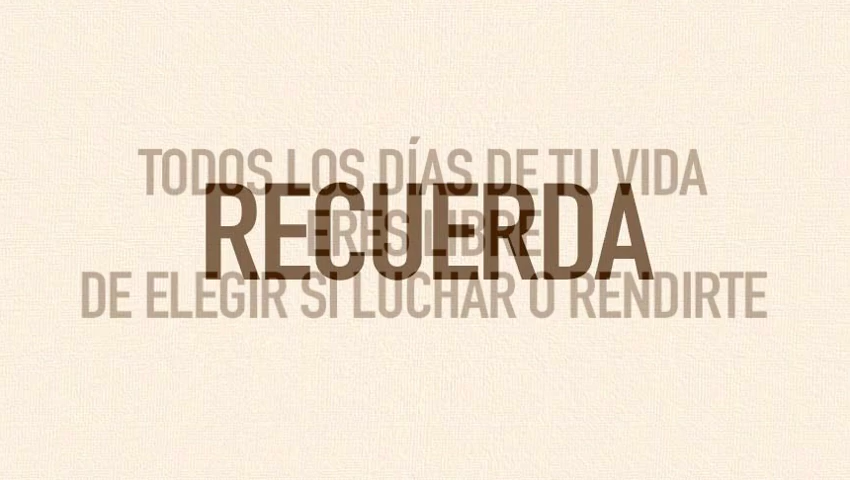 TODOS LOS DÍAS DE TU VIDA
RECUERDA
ERES LIBRE
DE ELEGIR SI LUCHAR O RENDIRTE